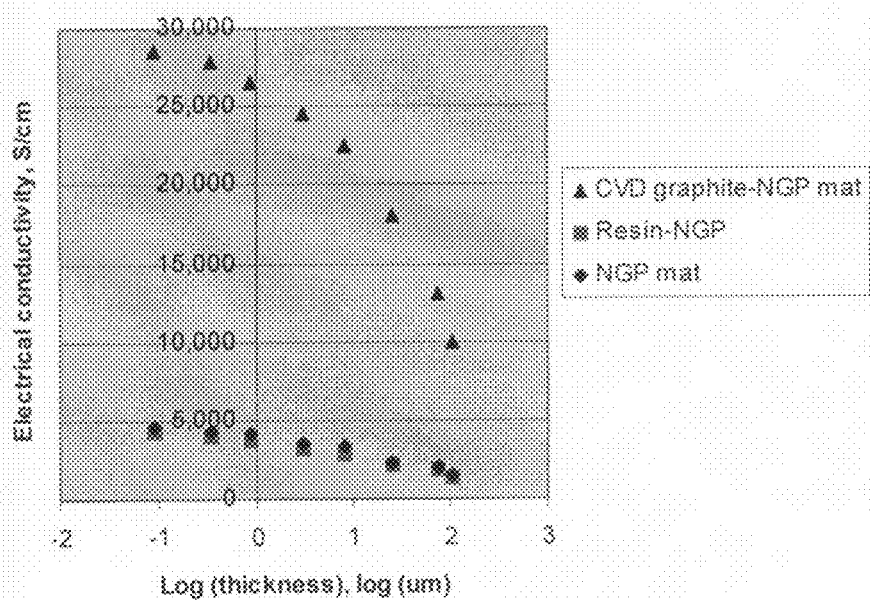 Electrical conductivity, S/cm
30,000
25,000
20,000
15,000
10,000
5,000
0
-2 -1 0 1 2 3
Log (thickness), log (um)
CVD graphite-NGP mat
Resin-NGP
NGP mat